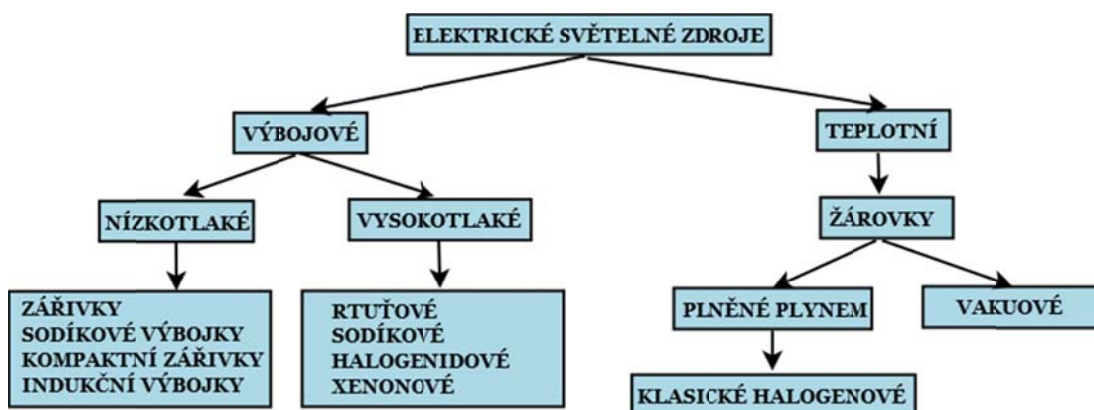 ELEKTRICKÉ SVĚTELNÉ ZDROJE
VÝBOJOVÉ
TEPLOTNÍ
NÍZKOTLAKÉ
VYSOKOTLAKÉ
ŽÁROVKY
ZÁŘIVKY
SODÍKOVÉ VÝBOJKY
KOMPAKTNÍ ZÁŘIVKY
INDUKČNÍ VÝBOJKY
RTUŤOVÉ
SODÍKOVÉ
HALOGENIDOVÉ
XENONOVÉ
PLNĚNÉ PLYNEM
VAKUOVÉ
KLASICKÉ HALOGENOVÉ